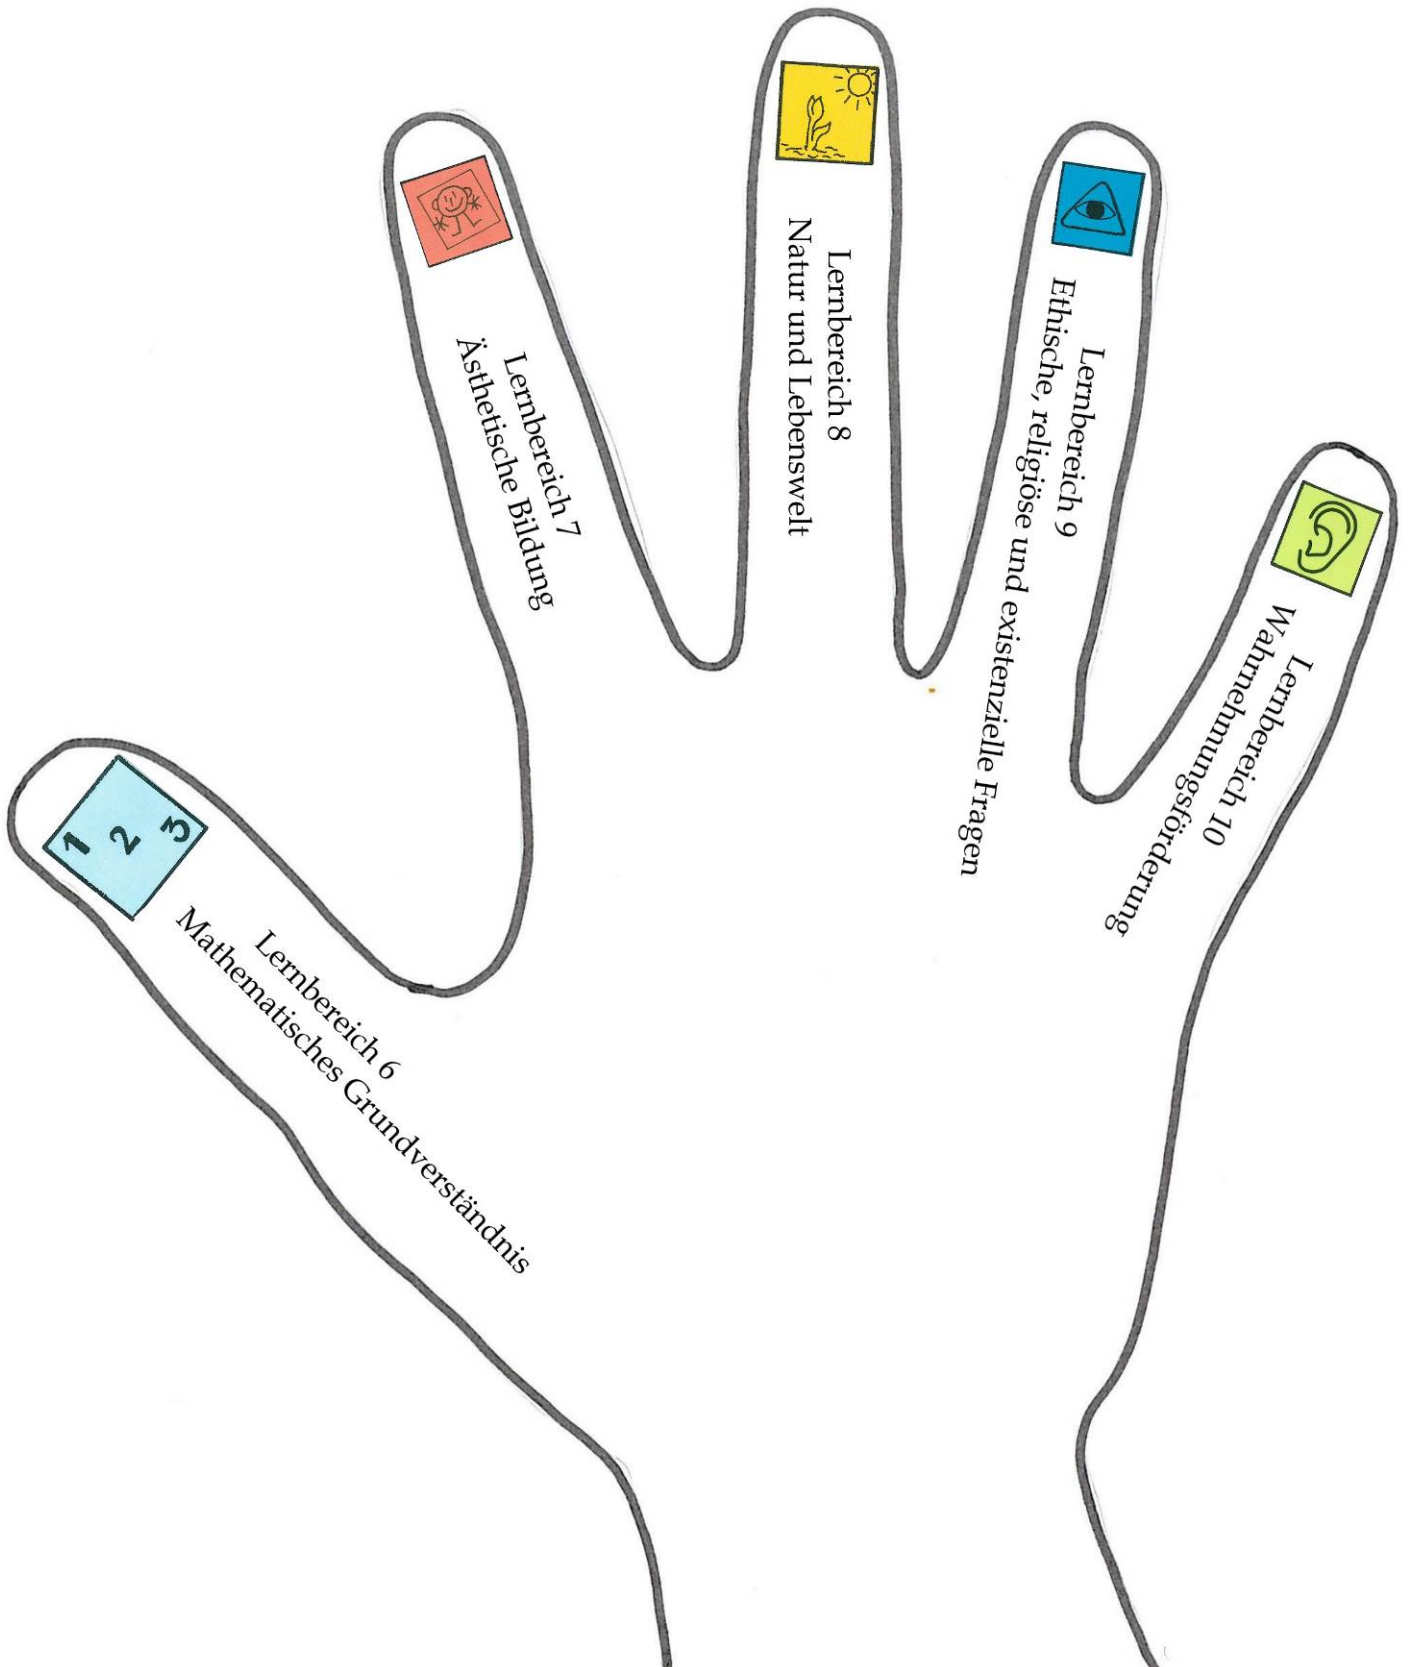 1 2 3
Lernbereich 6
Mathematisches Grundverständnis
Lernbereich 7
Ästhetische Bildung
Lernbereich 8
Natur und Lebenswelt
Lernbereich 9
Ethische, religiöse und existenzielle Fragen
Lernbereich 10
Wahrnehmungsförderung